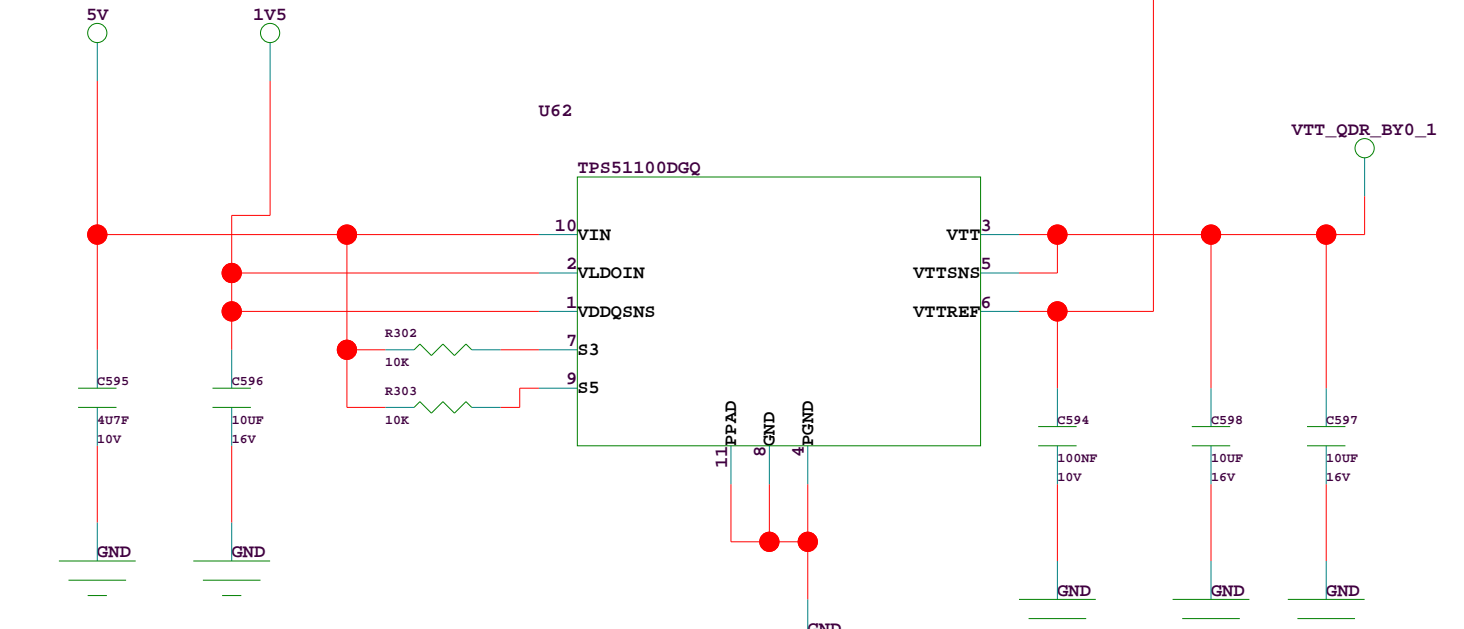 5V
1V5
U62
VTT_QDR_BY0_1
TPS51100DGQ
10
VIN
VTT
3
2
VLDOIN
VTTSNS
5
1
VDDQSNS
VTTREF
6
R302
10K
7
S3
R303
10K
9
S5
C595
4U7F
10V
C596
10UF
16V
PPAD
11
GND
8
PGND
4
C594
100NF
10V
C598
10UF
16V
C597
10UF
16V
GND
GND
GND
GND
GND
GND